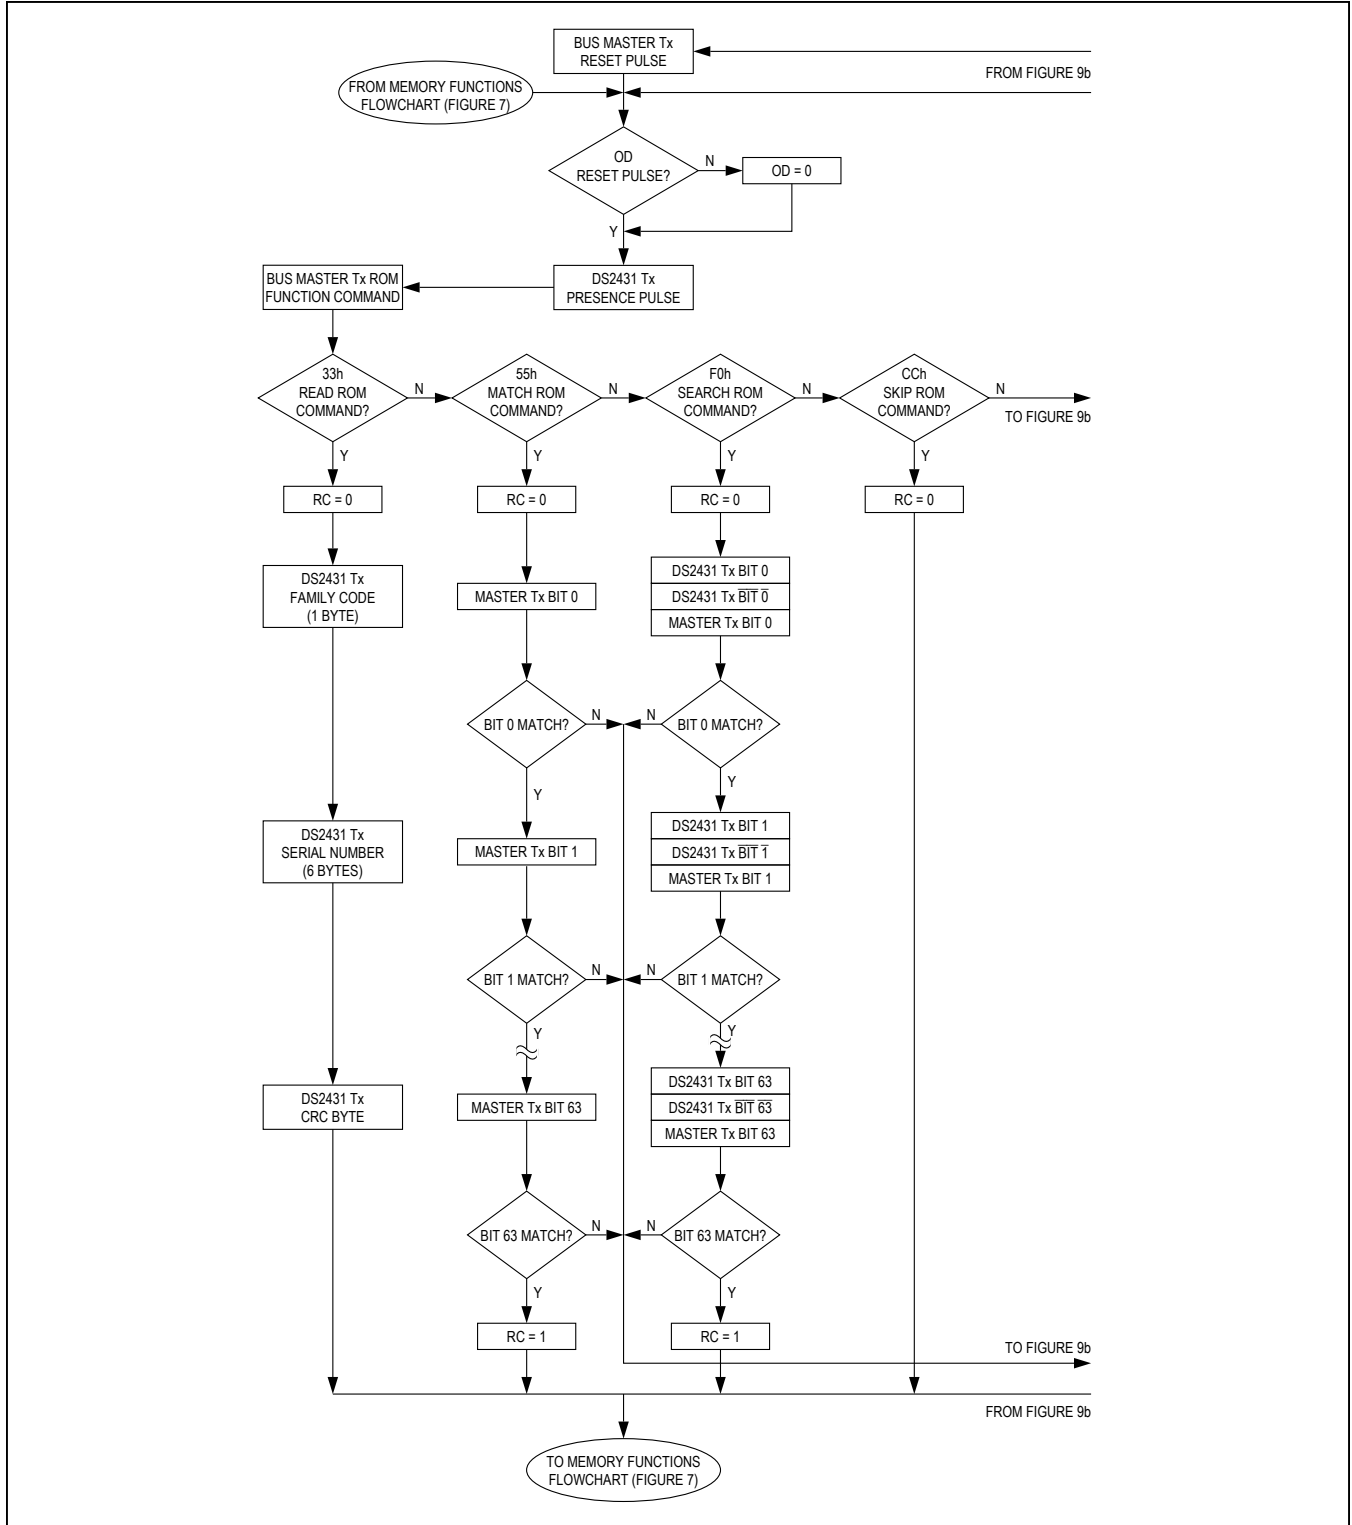 BUS MASTER Tx
RESET PULSE
FROM FIGURE 9b
FROM MEMORY FUNCTIONS
FLOWCHART (FIGURE 7)
OD
RESET PULSE?
N
OD = 0
Y
BUS MASTER Tx ROM
FUNCTION COMMAND
DS2431 Tx
PRESENCE PULSE
33h
READ ROM
COMMAND?
N
55h
MATCH ROM
COMMAND?
N
F0h
SEARCH ROM
COMMAND?
N
CCh
SKIP ROM
COMMAND?
N
TO FIGURE 9b
Y
Y
Y
Y
RC = 0
RC = 0
RC = 0
RC = 0
DS2431 Tx
FAMILY CODE
(1 BYTE)
MASTER Tx BIT 0
DS2431 Tx BIT 0
DS2431 Tx B̅I̅T̅ 0̅
MASTER Tx BIT 0
BIT 0 MATCH?
N
N
BIT 0 MATCH?
Y
Y
DS2431 Tx
SERIAL NUMBER
(6 BYTES)
MASTER Tx BIT 1
DS2431 Tx BIT 1
DS2431 Tx B̅I̅T̅ 1̅
MASTER Tx BIT 1
BIT 1 MATCH?
N
N
BIT 1 MATCH?
Y
Y
DS2431 Tx
CRC BYTE
MASTER Tx BIT 63
DS2431 Tx BIT 63
DS2431 Tx B̅I̅T̅ 6̅3̅
MASTER Tx BIT 63
BIT 63 MATCH?
N
N
BIT 63 MATCH?
Y
Y
RC = 1
RC = 1
TO FIGURE 9b
FROM FIGURE 9b
TO MEMORY FUNCTIONS
FLOWCHART (FIGURE 7)